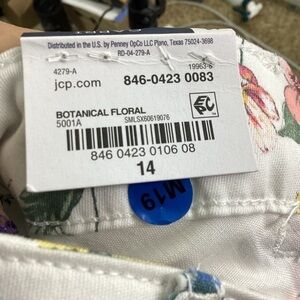 Distributed in the U.S. by Penney OpCo LLC Plano, Texas 75024-3698
RD-04-279-A
4279-A 19963-8
jcp.com 846-0423 0083
BOTANICAL FLORAL
5001A SMLSX60619076
846 0423 0106 08
14
M19